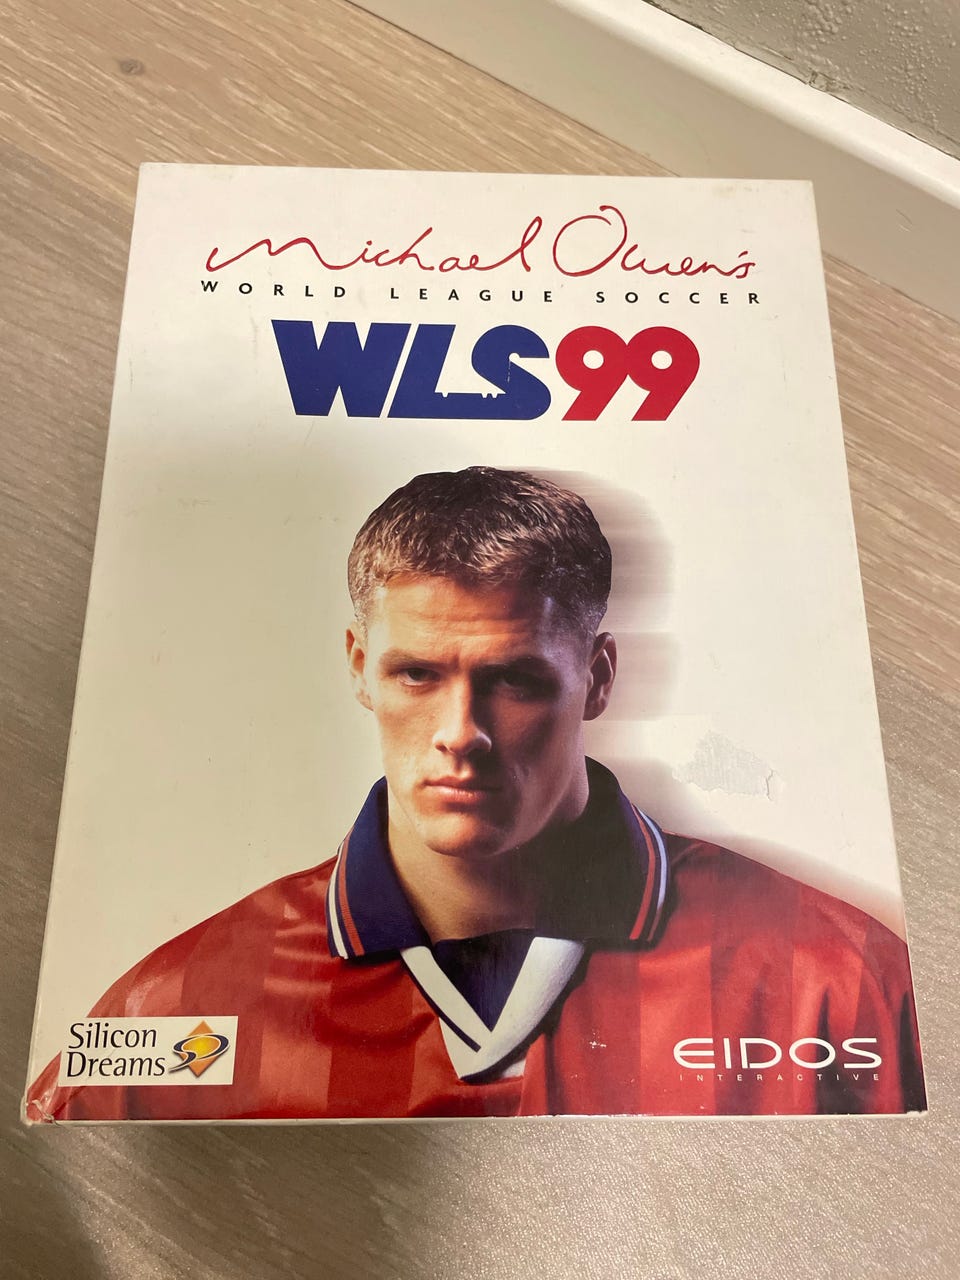 Michael Owen's
WORLD LEAGUE SOCCER
WLS99
Silicon
Dreams
EIDOS
INTERACTIVE